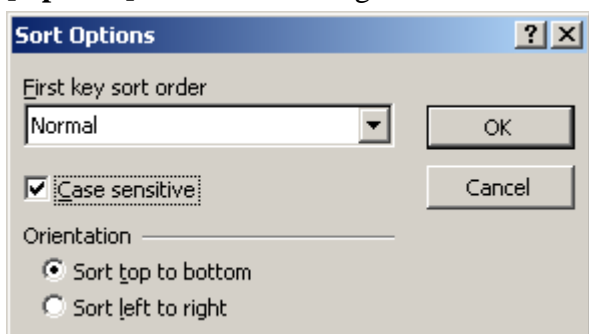 Sort Options
First key sort order
Normal
OK
Case sensitive
Cancel
Orientation
Sort top to bottom
Sort left to right